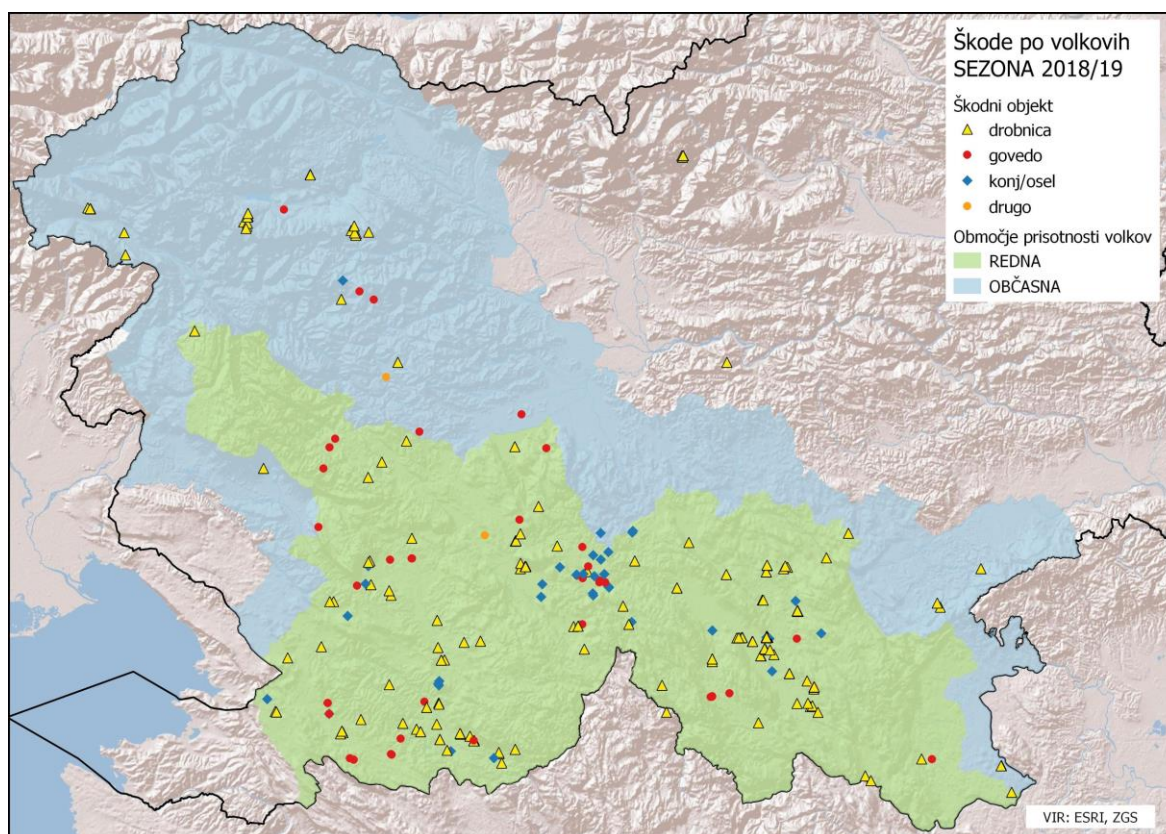 Škode po volkovih
SEZONA 2018/19
Škodni objekt
drobnica
govedo
konj/osel
drugo
Območje prisotnosti volkov
REDNA
OBČASNA
VIR: ESRI, ZGS